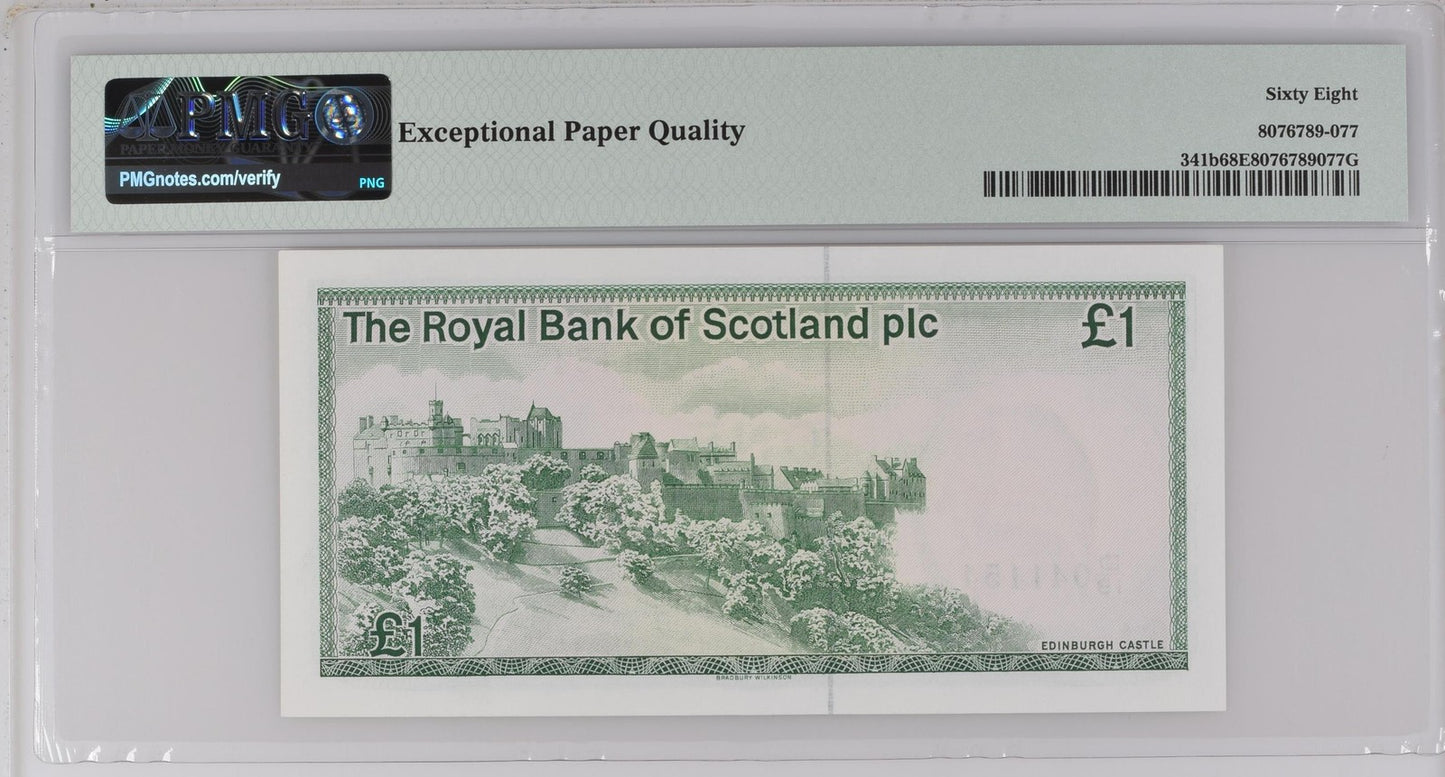 PMG
PAPER MONEY GUARANTY
PMGnotes.com/verify
PNG
Exceptional Paper Quality
Sixty Eight
8076789-077
341b68E8076789077G
The Royal Bank of Scotland plc
£1
£1
EDINBURGH CASTLE
BRADBURY WILKINSON